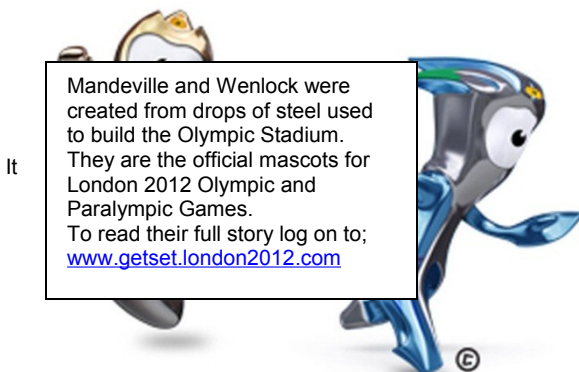 Mandeville and Wenlock were
created from drops of steel used
to build the Olympic Stadium.
They are the official mascots for
It
London 2012 Olympic and
Paralympic Games.
To read their full story log on to;
www.getset.london2012.com
©